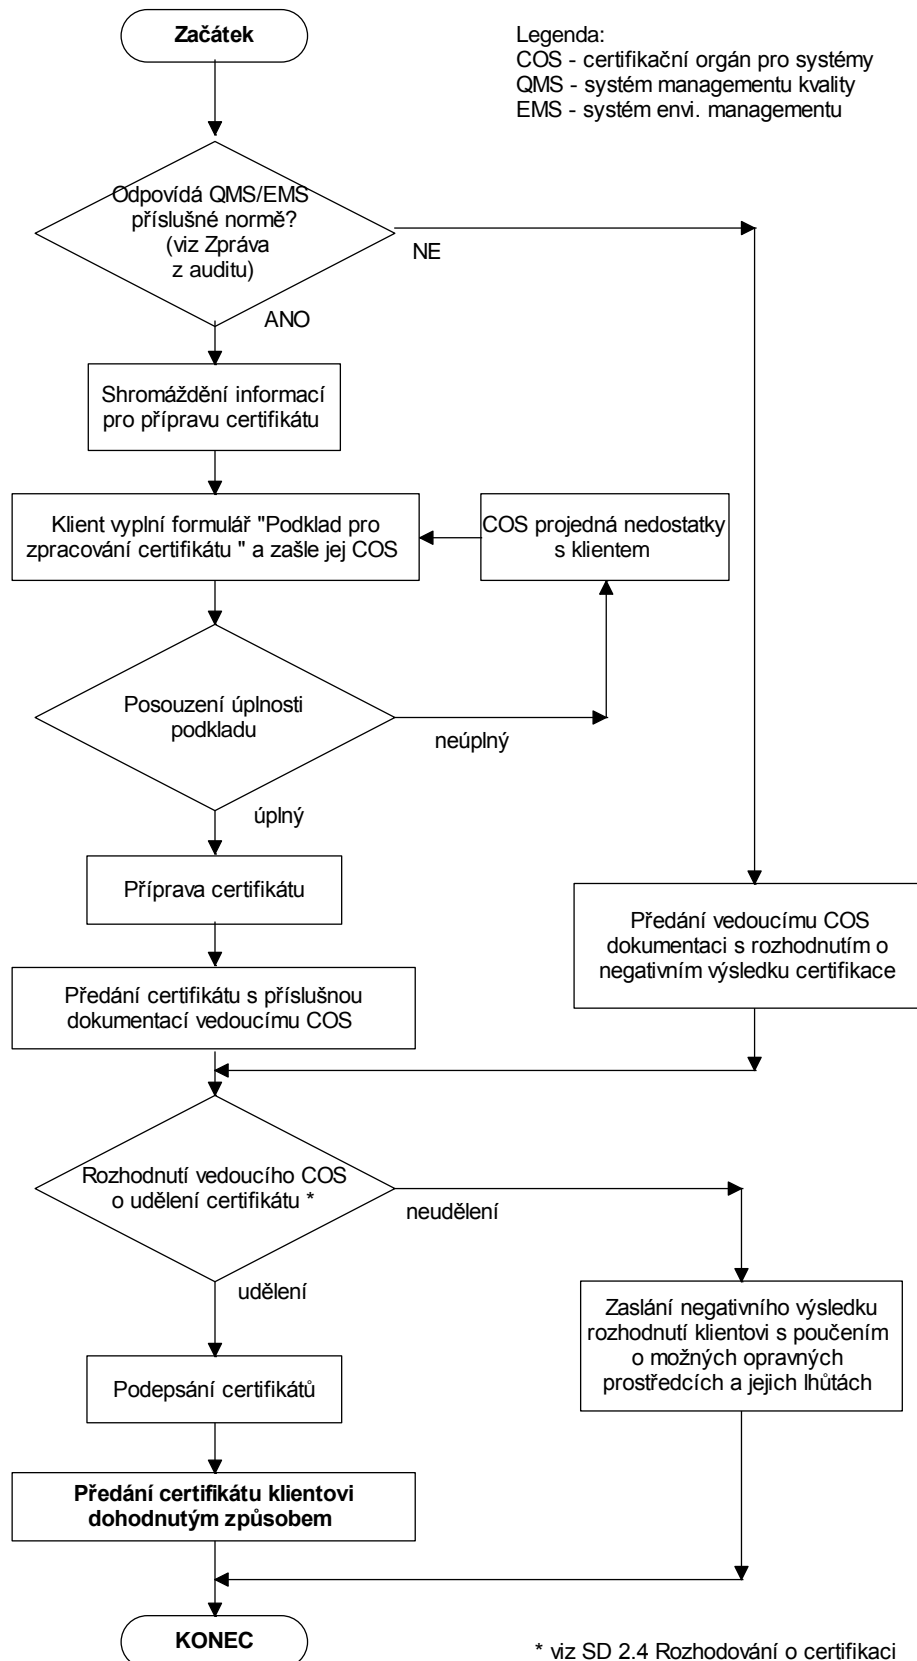 Začátek
Legenda:
COS - certifikační orgán pro systémy
QMS - systém managementu kvality
EMS - systém envi. managementu
Odpovídá QMS/EMS
příslušné normě?
(viz Zpráva
z auditu)
NE
ANO
Shromáždění informací
pro přípravu certifikátu
Klient vyplní formulář "Podklad pro
zpracování certifikátu " a zašle jej COS
COS projedná nedostatky
s klientem
Posouzení úplnosti
podkladu
neúplný
úplný
Příprava certifikátu
Předání vedoucímu COS
dokumentaci s rozhodnutím o
negativním výsledku certifikace
Předání certifikátu s příslušnou
dokumentací vedoucímu COS
Rozhodnutí vedoucího COS
o udělení certifikátu *
neudělení
udělení
Zaslání negativního výsledku
rozhodnutí klientovi s poučením
o možných opravných
prostředcích a jejich lhůtách
Podepsání certifikátů
Předání certifikátu klientovi
dohodnutým způsobem
KONEC
* viz SD 2.4 Rozhodování o certifikaci